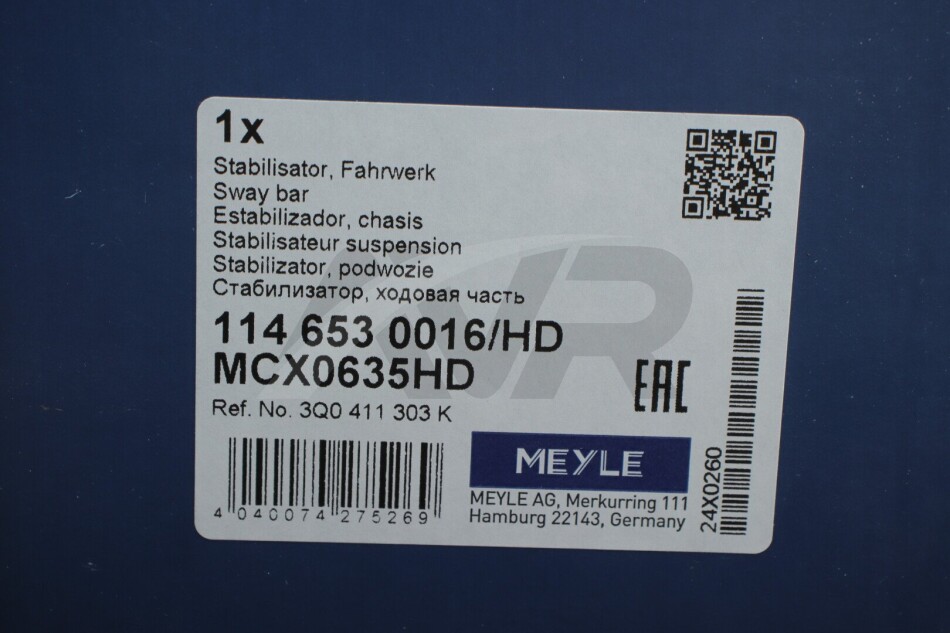 1x
Stabilisator, Fahrwerk
Sway bar
Estabilizador, chasis
Stabilisateur suspension
Stabilizator, podwozie
Стабилизатор, ходовая часть
114 653 0016/HD
MCX0635HD
Ref. No. 3Q0 411 303 K
EAC
4 040074 275269
MEYLE
MEYLE AG, Merkurring 111
Hamburg 22143, Germany
24X0260
AVR